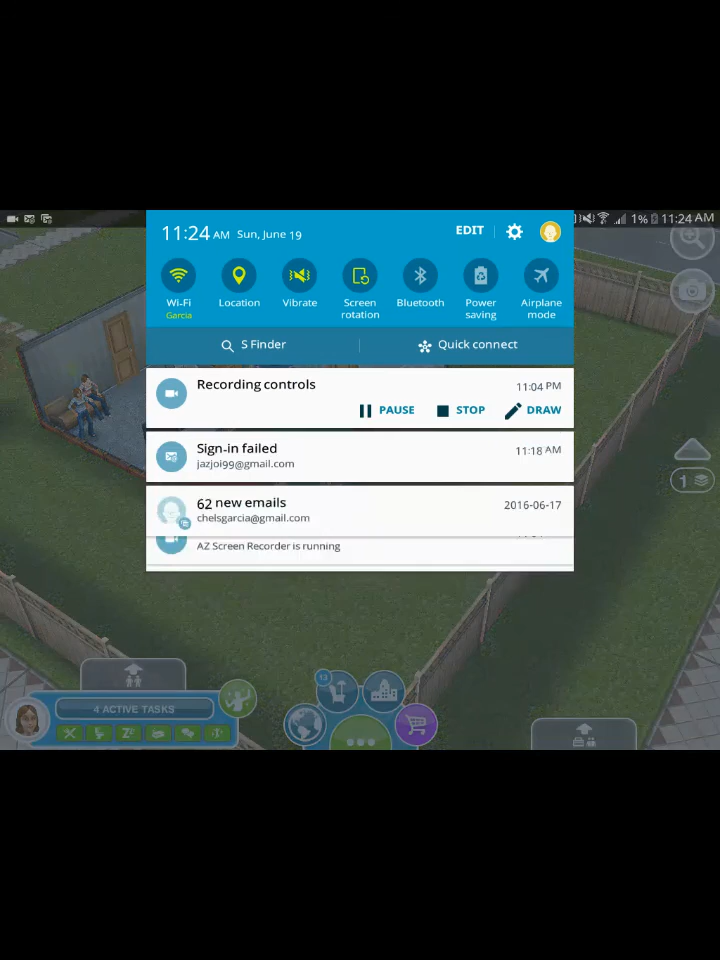 1% 11:24 AM
11:24 AM Sun, June 19
EDIT
Wi-Fi
Garcia
Location
Vibrate
Screen
rotation
Bluetooth
Power
saving
Airplane
mode
S Finder
Quick connect
Recording controls
11:04 PM
PAUSE
STOP
DRAW
Sign-in failed
11:18 AM
jazjoi99@gmail.com
62 new emails
2016-06-17
chelsgarcia@gmail.com
AZ Screen Recorder is running
1
13
4 ACTIVE TASKS